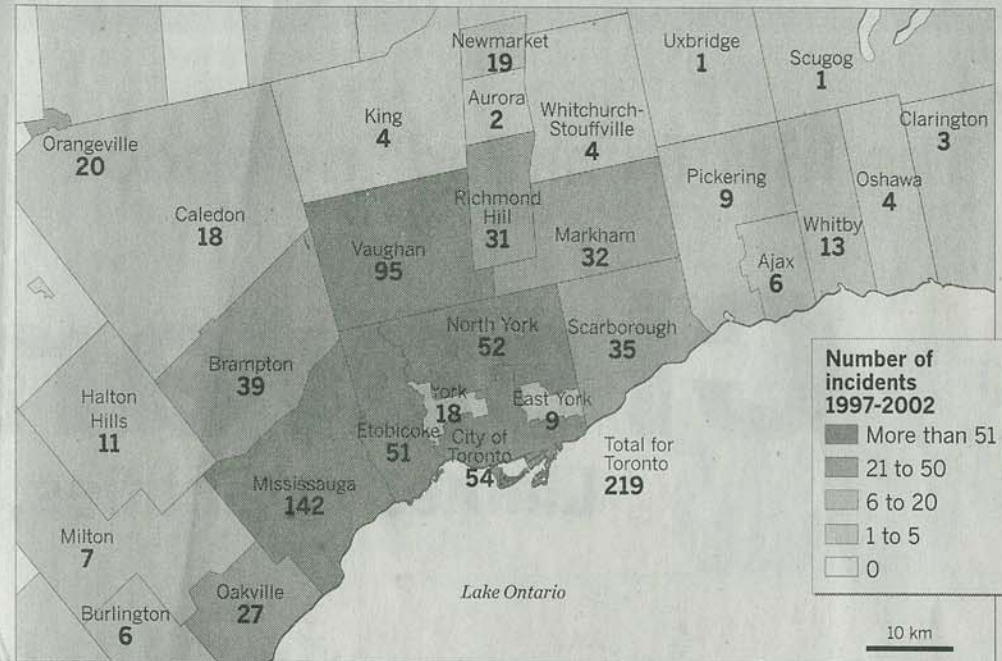 Newmarket
19
Uxbridge
1
Scugog
1
Aurora
2
King
4
Whitchurch-
Stouffville
4
Clarington
3
Orangeville
20
Caledon
18
Richmond
Hill
31
Pickering
9
Oshawa
4
Vaughan
95
Markham
32
Whitby
13
Ajax
6
North York
52
Scarborough
35
Brampton
39
Halton
Hills
11
York
18
East York
9
Etobicoke
51
City of
Toronto
54
Total for
Toronto
219
Mississauga
142
Milton
7
Oakville
27
Burlington
6
Lake Ontario
Number of
incidents
1997-2002
More than 51
21 to 50
6 to 20
1 to 5
0
10 km